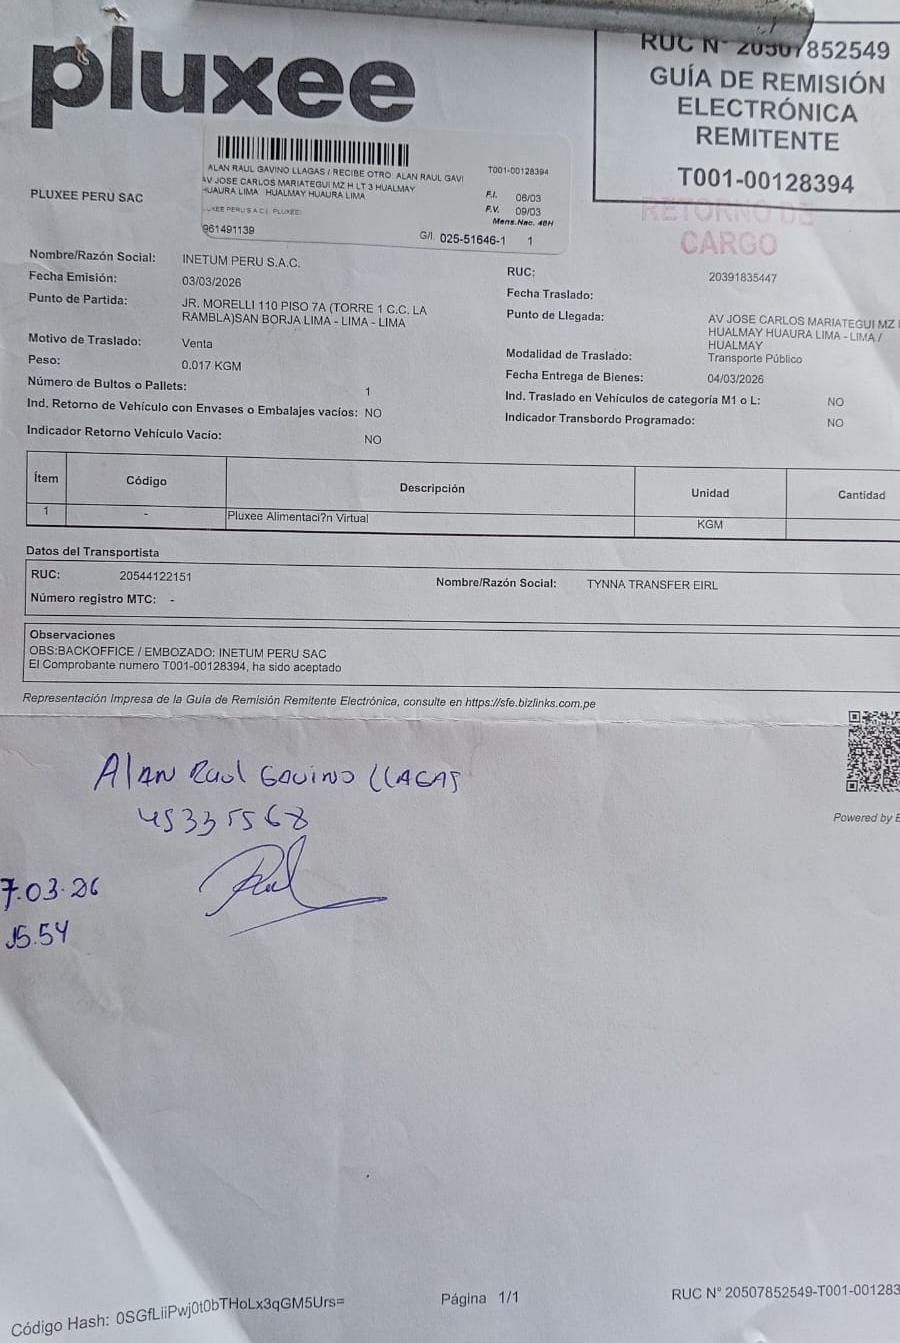 pluxee
RUC N° 20507852549
GUÍA DE REMISIÓN
ELECTRÓNICA
REMITENTE
T001-00128394
RETORNO DE
CARGO
PLUXEE PERU SAC
ALAN RAUL GAVINO LLAGAS / RECIBE OTRO: ALAN RAUL GAVI
AV JOSE CARLOS MARIATEGUI MZ H LT 3 HUALMAY
HUAURA LIMA HUALMAY HUAURA LIMA
T001-00128394
F.I. 06/03
F.V. 09/03
Mens.Nac. 48H
961491139
G/I. 025-51646-1 1
Nombre/Razón Social: INETUM PERU S.A.C.
RUC: 20391835447
Fecha Emisión: 03/03/2026
Fecha Traslado:
Punto de Partida: JR. MORELLI 110 PISO 7A (TORRE 1 C.C. LA
RAMBLA)SAN BORJA LIMA - LIMA - LIMA
Punto de Llegada: AV JOSE CARLOS MARIATEGUI MZ
HUALMAY HUAURA LIMA - LIMA /
HUALMAY
Motivo de Traslado: Venta
Modalidad de Traslado: Transporte Público
Peso: 0.017 KGM
Fecha Entrega de Bienes: 04/03/2026
Número de Bultos o Pallets: 1
Ind. Traslado en Vehículos de categoría M1 o L: NO
Ind. Retorno de Vehículo con Envases o Embalajes vacíos: NO
Indicador Transbordo Programado: NO
Indicador Retorno Vehículo Vacío: NO
Ítem Código Descripción Unidad Cantidad
1 - Pluxee Alimentaci?n Virtual KGM
Datos del Transportista
RUC: 20544122151
Nombre/Razón Social: TYNNA TRANSFER EIRL
Número registro MTC: -
Observaciones
OBS:BACKOFFICE / EMBOZADO: INETUM PERU SAC
El Comprobante numero T001-00128394, ha sido aceptado
Representación Impresa de la Guía de Remisión Remitente Electrónica, consulte en https://sfe.bizlinks.com.pe
Powered by
Alan Raul Gavino LLAGAS
45335568
7.03.26
15.54
Código Hash: 0SGfLiiPwj0t0bTHoLx3qGM5Urs=
Página 1/1
RUC N° 20507852549-T001-001283